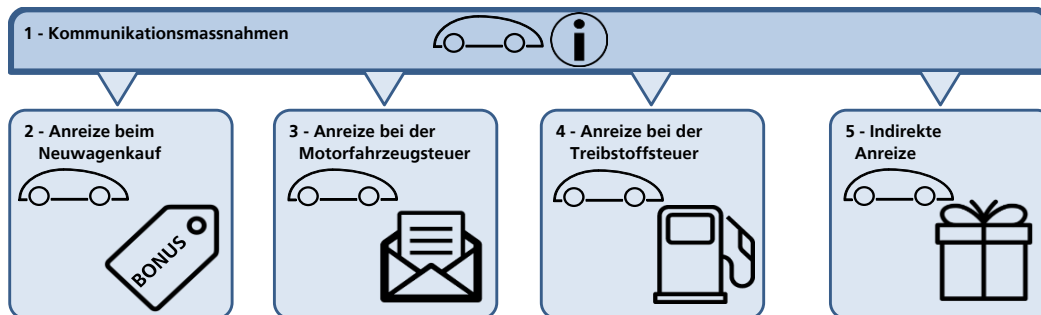 1 - Kommunikationsmassnahmen
i
2 - Anreize beim
Neuwagenkauf
3 - Anreize bei der
Motorfahrzeugsteuer
4 - Anreize bei der
Treibstoffsteuer
5 - Indirekte
Anreize
BONUS